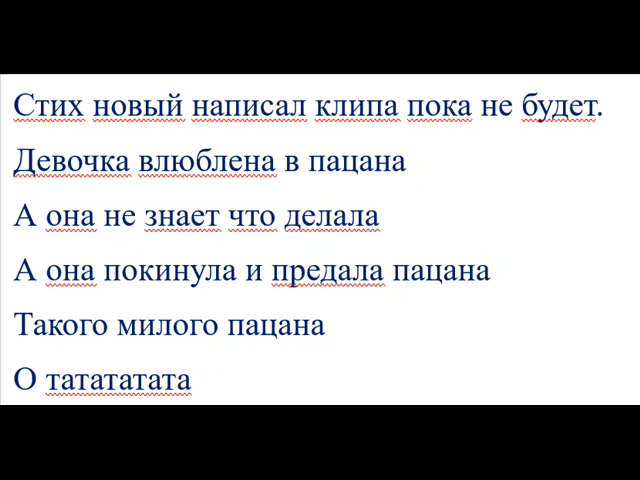 Стих новый написал клипа пока не будет.
Девочка влюблена в пацана
А она не знает что делала
А она покинула и предала пацана
Такого милого пацана
О татататата